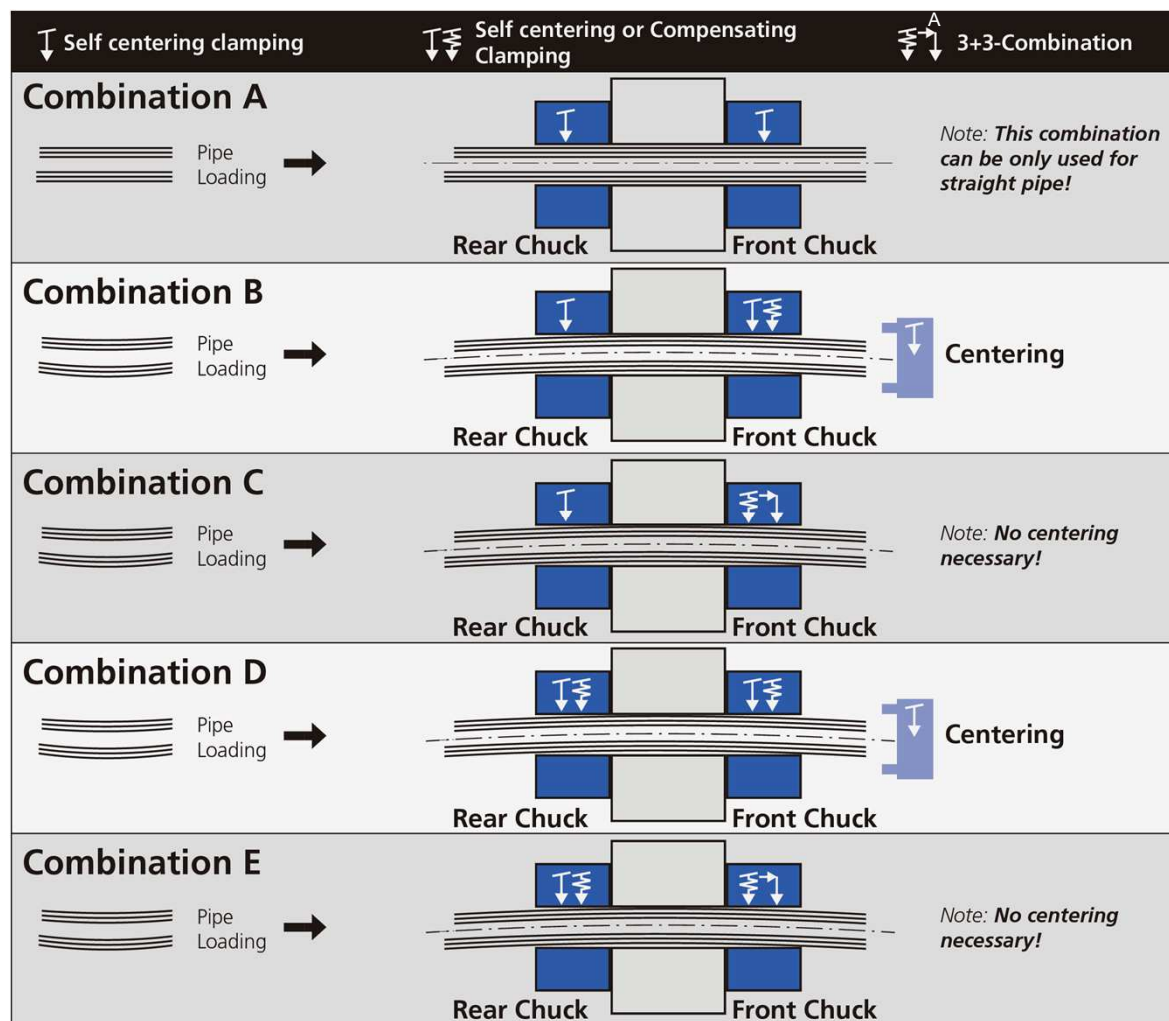 Self centering clamping
Self centering or Compensating
Clamping
A
3+3-Combination
Combination A
Pipe
Loading
Rear Chuck
Front Chuck
Note: This combination
can be only used for
straight pipe!
Combination B
Pipe
Loading
Rear Chuck
Front Chuck
Centering
Combination C
Pipe
Loading
Rear Chuck
Front Chuck
Note: No centering
necessary!
Combination D
Pipe
Loading
Rear Chuck
Front Chuck
Centering
Combination E
Pipe
Loading
Rear Chuck
Front Chuck
Note: No centering
necessary!